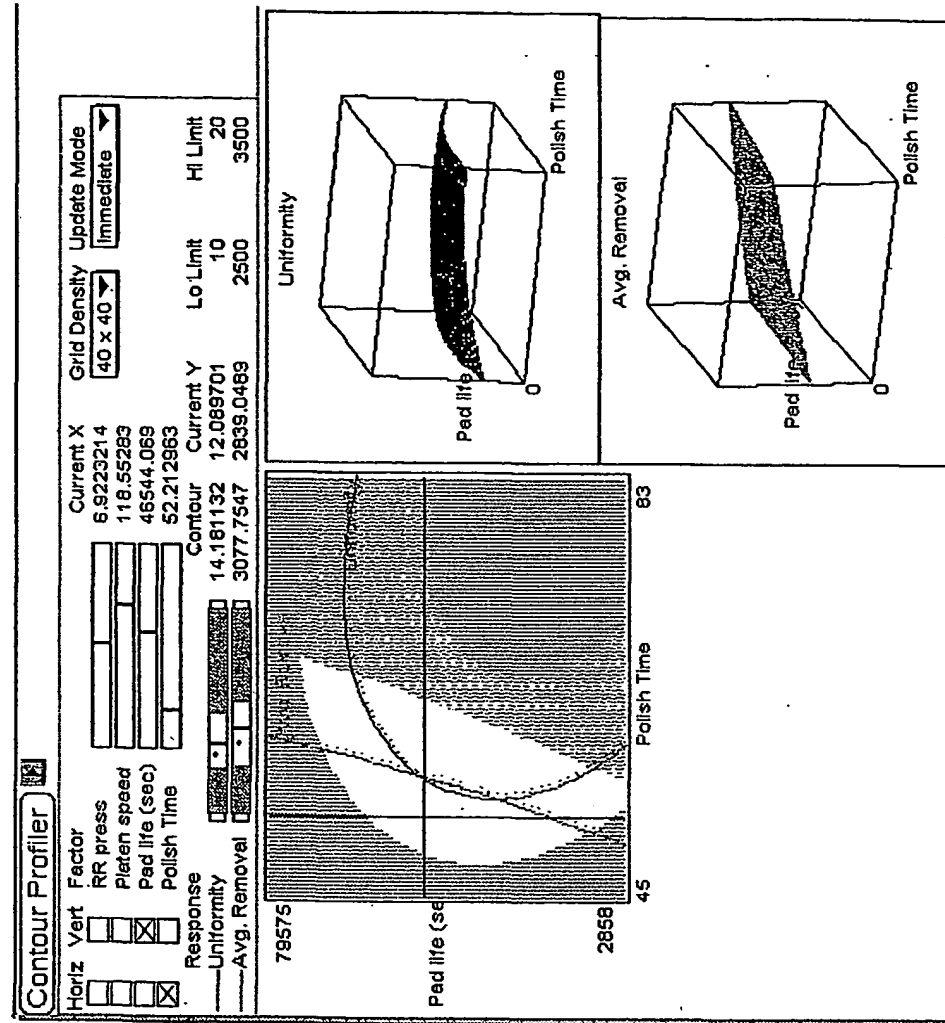 Contour Profiler
Horiz Vert Factor Current X Grid Density Update Mode
RR press 6.9223214 40 x 40 Immediate
Platen speed 118.55283
Pad life (sec) 46544.069
Polish Time 52.212963
Response Contour Current Y Lo Limit Hi Limit
Uniformity 14.181132 12.089701 10 20
Avg. Removal 3077.7547 2839.0489 2500 3500
79575
Pad life (se
2858
45 Polish Time 83
Uniformity
Pad life
0
Polish Time
Avg. Removal
Pad life
0
Polish Time